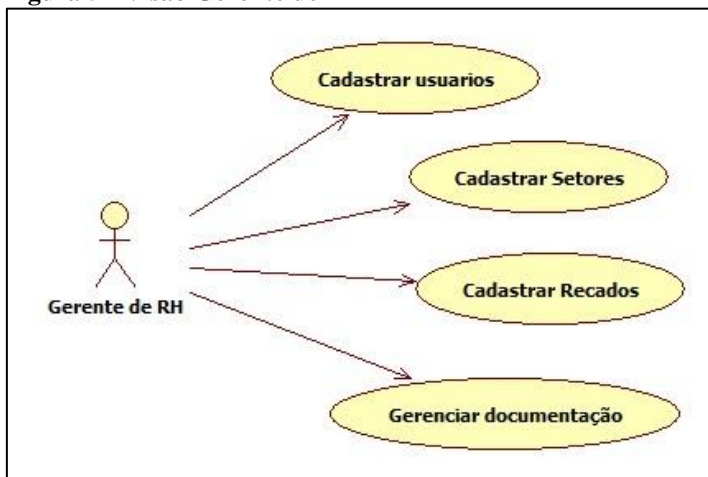 Cadastrar usuarios
Cadastrar Setores
Gerente de RH
Cadastrar Recados
Gerenciar documentação